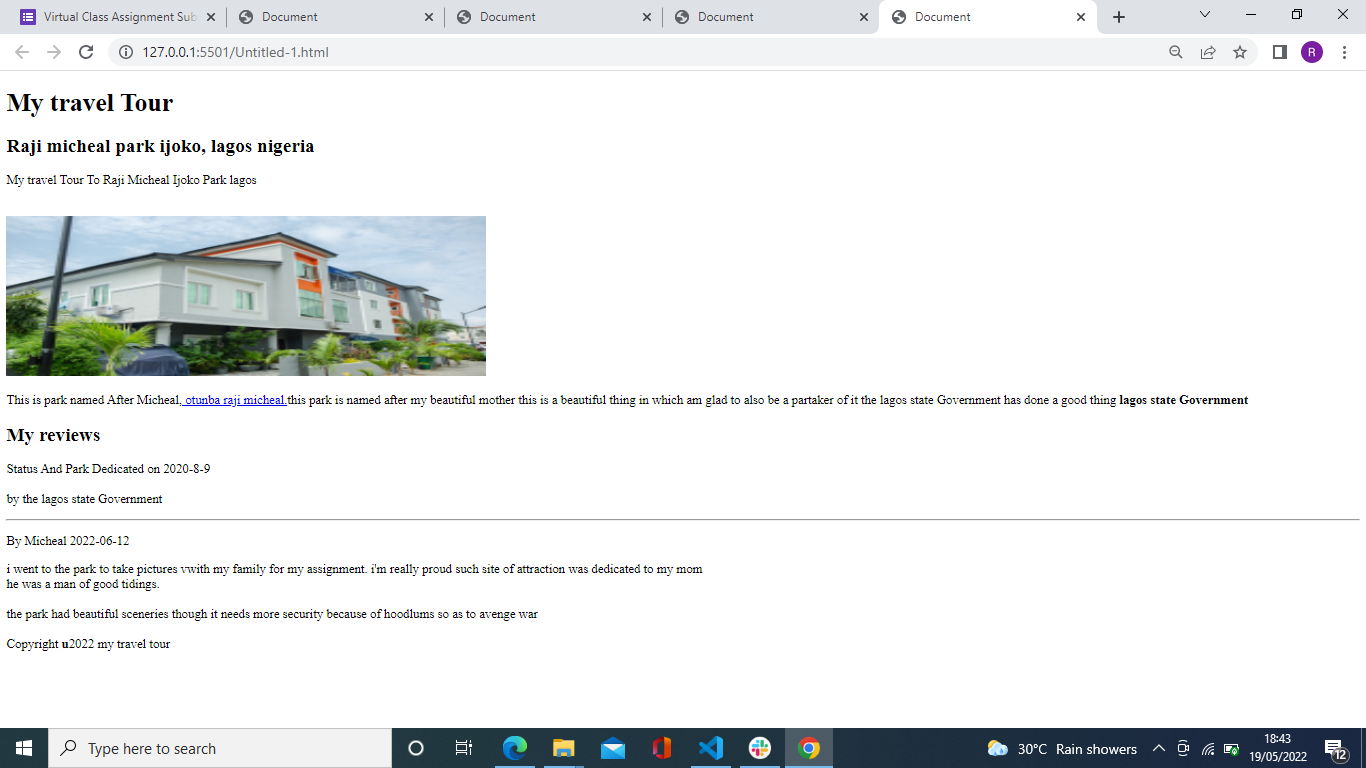 Virtual Class Assignment Sub
Document
Document
Document
Document
127.0.0.1:5501/Untitled-1.html
R
My travel Tour
Raji micheal park ijoko, lagos nigeria
My travel Tour To Raji Micheal Ijoko Park lagos
This is park named After Micheal, otunba raji micheal.this park is named after my beautiful mother this is a beautiful thing in which am glad to also be a partaker of it the lagos state Government has done a good thing lagos state Government
My reviews
Status And Park Dedicated on 2020-8-9
by the lagos state Government
By Micheal 2022-06-12
i went to the park to take pictures vwith my family for my assignment. i'm really proud such site of attraction was dedicated to my mom
he was a man of good tidings.
the park had beautiful sceneries though it needs more security because of hoodlums so as to avenge war
Copyright u2022 my travel tour
Type here to search
30°C Rain showers
18:43
19/05/2022
12